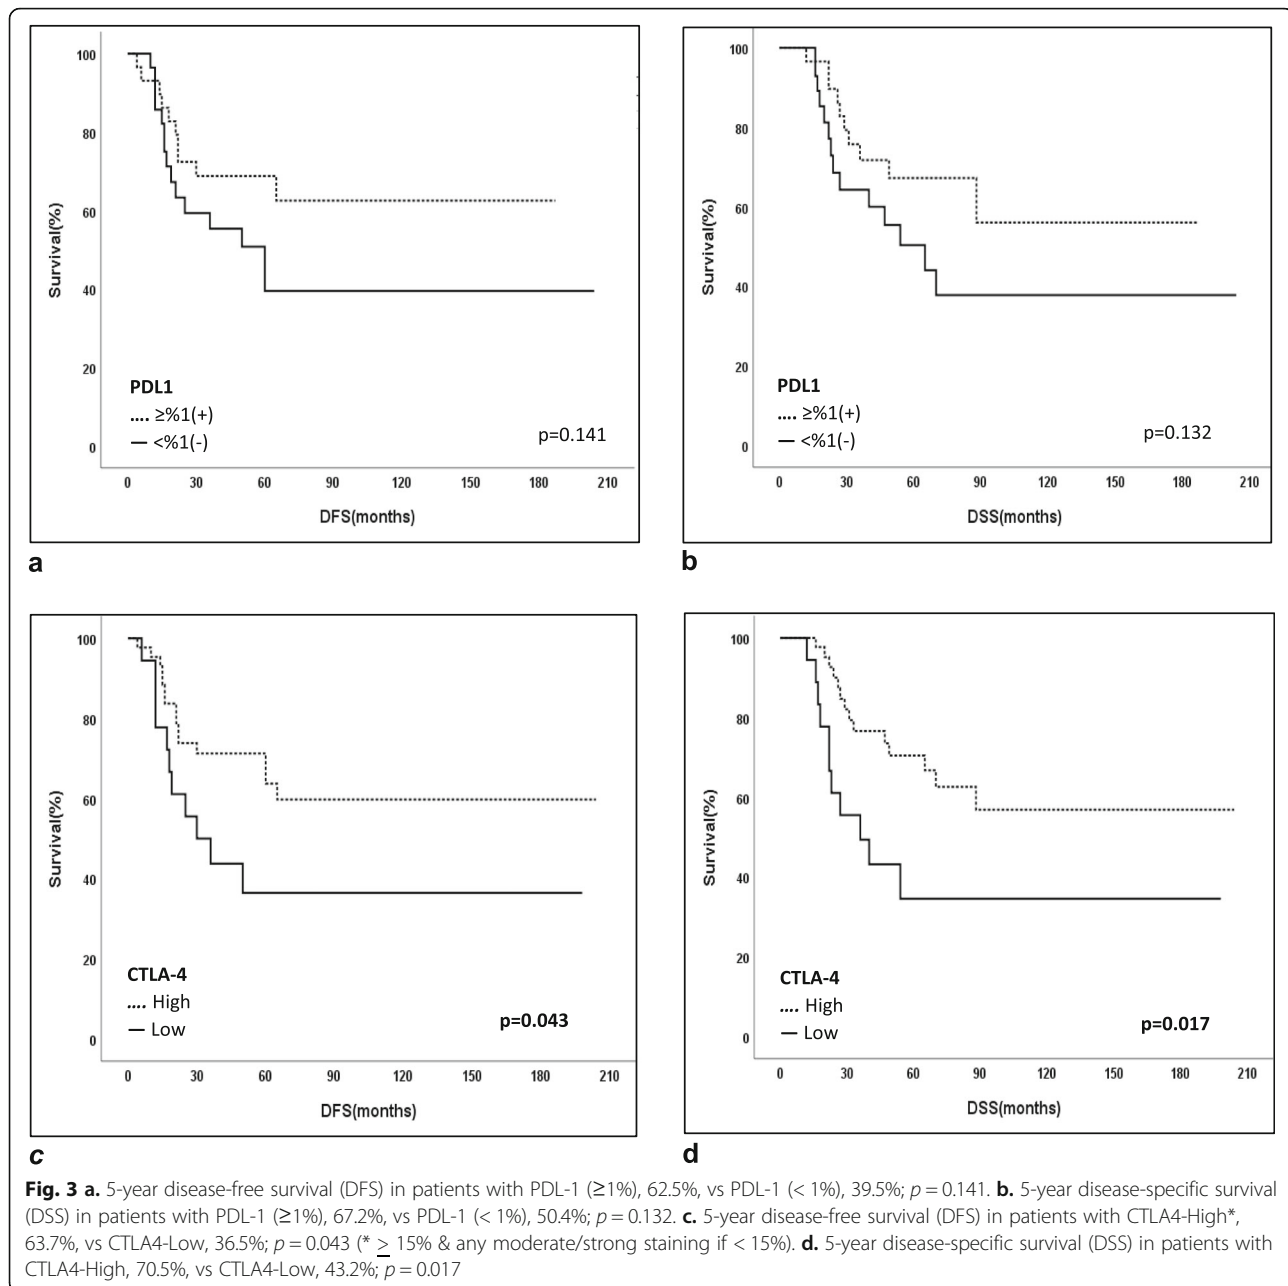 100
80
60
40
20
0
Survival(%)
PDL1
.... ≥%1(+)
— <%1(-)
p=0.141
0 30 60 90 120 150 180 210
DFS(months)
a
100
80
60
40
20
0
Survival(%)
PDL1
.... ≥%1(+)
— <%1(-)
p=0.132
0 30 60 90 120 150 180 210
DSS(months)
b
100
80
60
40
20
0
Survival(%)
CTLA-4
.... High
— Low
p=0.043
0 30 60 90 120 150 180 210
DFS(months)
c
100
80
60
40
20
0
Survival(%)
CTLA-4
.... High
— Low
p=0.017
0 30 60 90 120 150 180 210
DSS(months)
d
Fig. 3 a. 5-year disease-free survival (DFS) in patients with PDL-1 (≥1%), 62.5%, vs PDL-1 (< 1%), 39.5%; p = 0.141. b. 5-year disease-specific survival
(DSS) in patients with PDL-1 (≥1%), 67.2%, vs PDL-1 (< 1%), 50.4%; p = 0.132. c. 5-year disease-free survival (DFS) in patients with CTLA4-High*,
63.7%, vs CTLA4-Low, 36.5%; p = 0.043 (* ≥ 15% & any moderate/strong staining if < 15%). d. 5-year disease-specific survival (DSS) in patients with
CTLA4-High, 70.5%, vs CTLA4-Low, 43.2%; p = 0.017